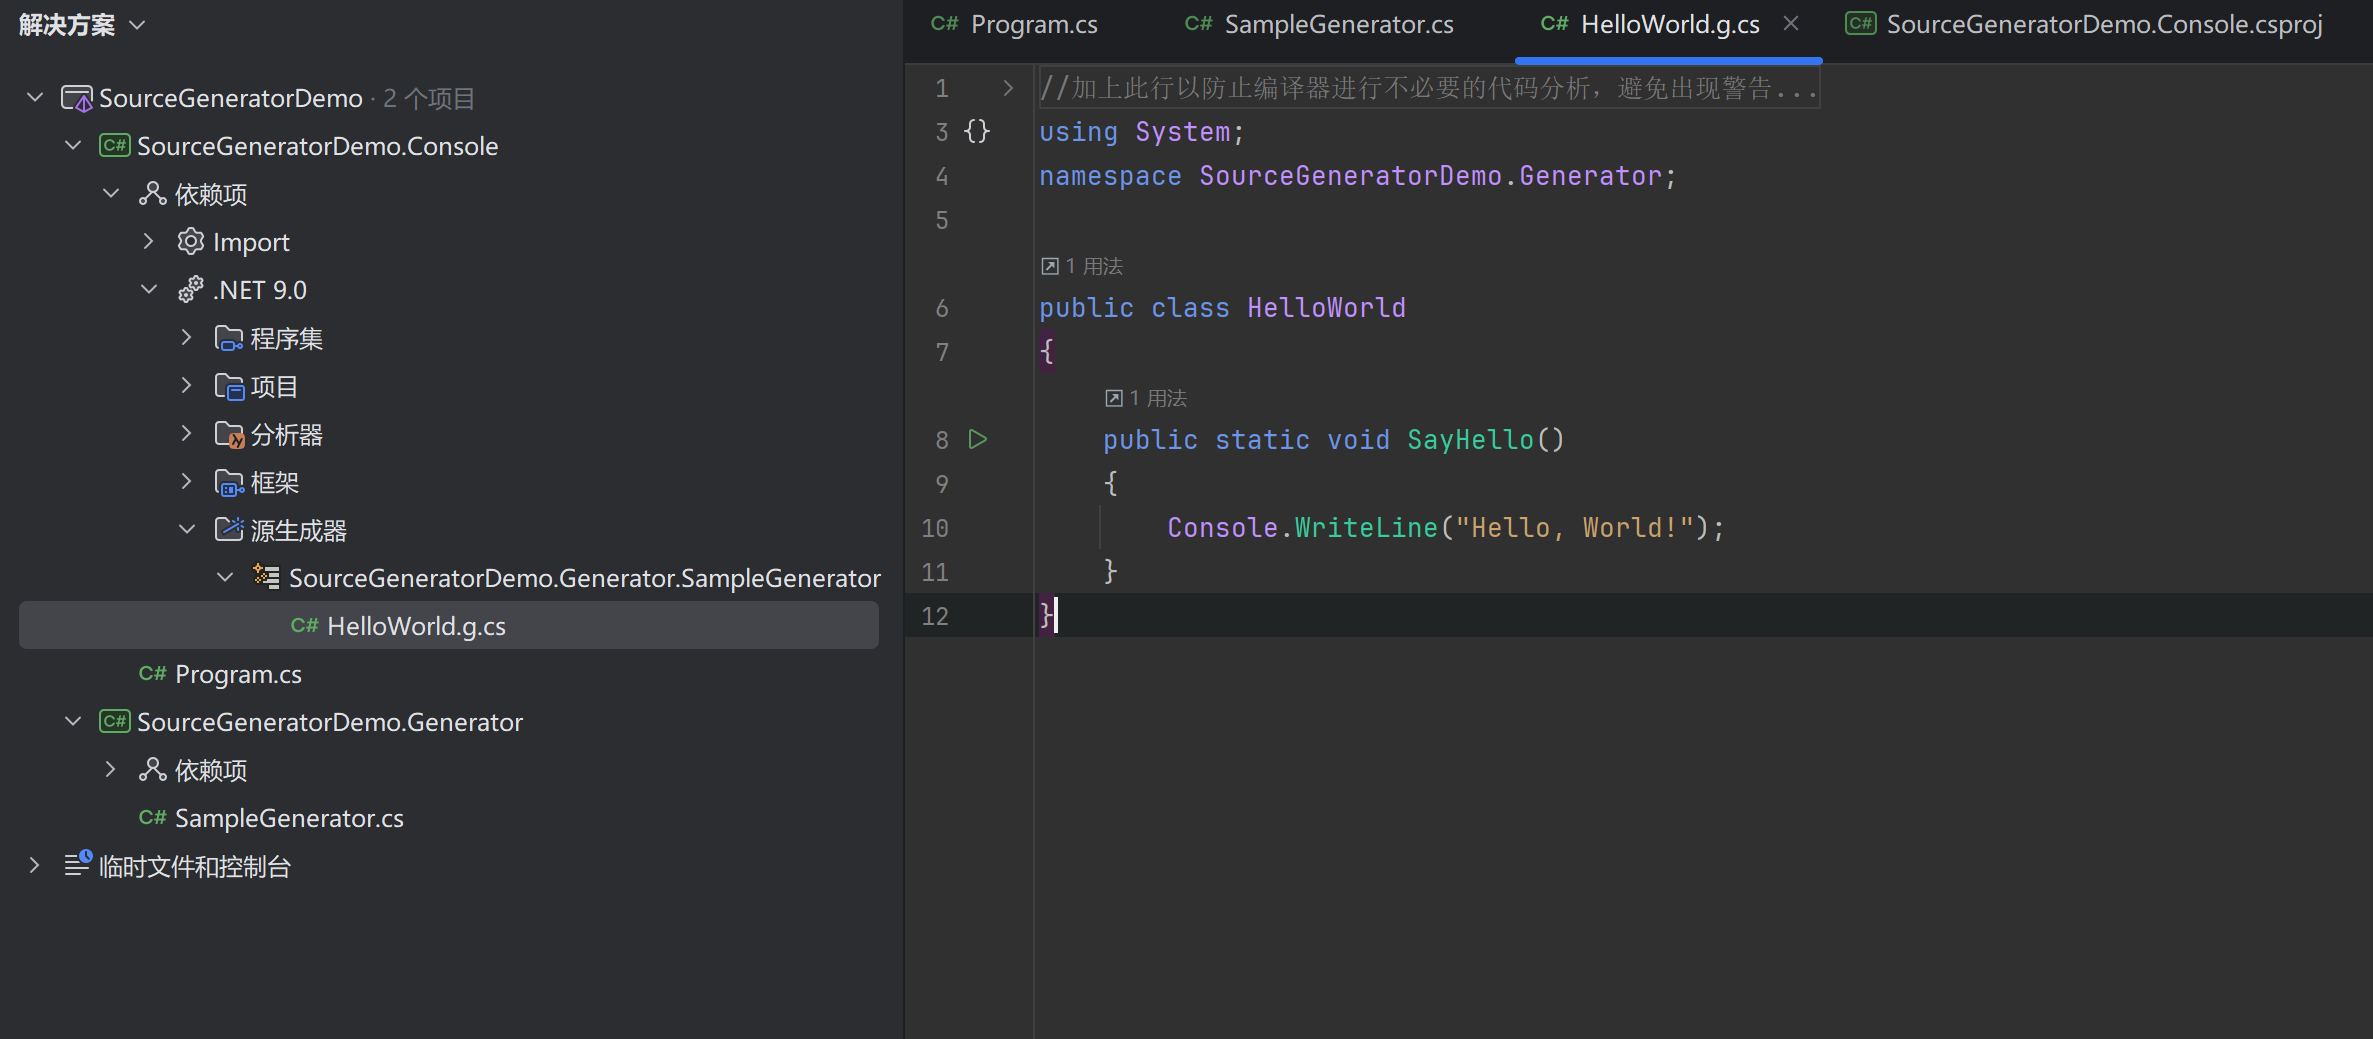 解决方案
SourceGeneratorDemo · 2 个项目
SourceGeneratorDemo.Console
依赖项
Import
.NET 9.0
程序集
项目
分析器
框架
源生成器
SourceGeneratorDemo.Generator.SampleGenerator
C# HelloWorld.g.cs
C# Program.cs
C# SourceGeneratorDemo.Generator
依赖项
C# SampleGenerator.cs
临时文件和控制台
C# Program.cs C# SampleGenerator.cs C# HelloWorld.g.cs C# SourceGeneratorDemo.Console.csproj
1 //加上此行以防止编译器进行不必要的代码分析，避免出现警告...
3 {} using System;
4 namespace SourceGeneratorDemo.Generator;
5
1 用法
6 public class HelloWorld
7 {
1 用法
8 public static void SayHello()
9 {
10 Console.WriteLine("Hello, World!");
11 }
12 }